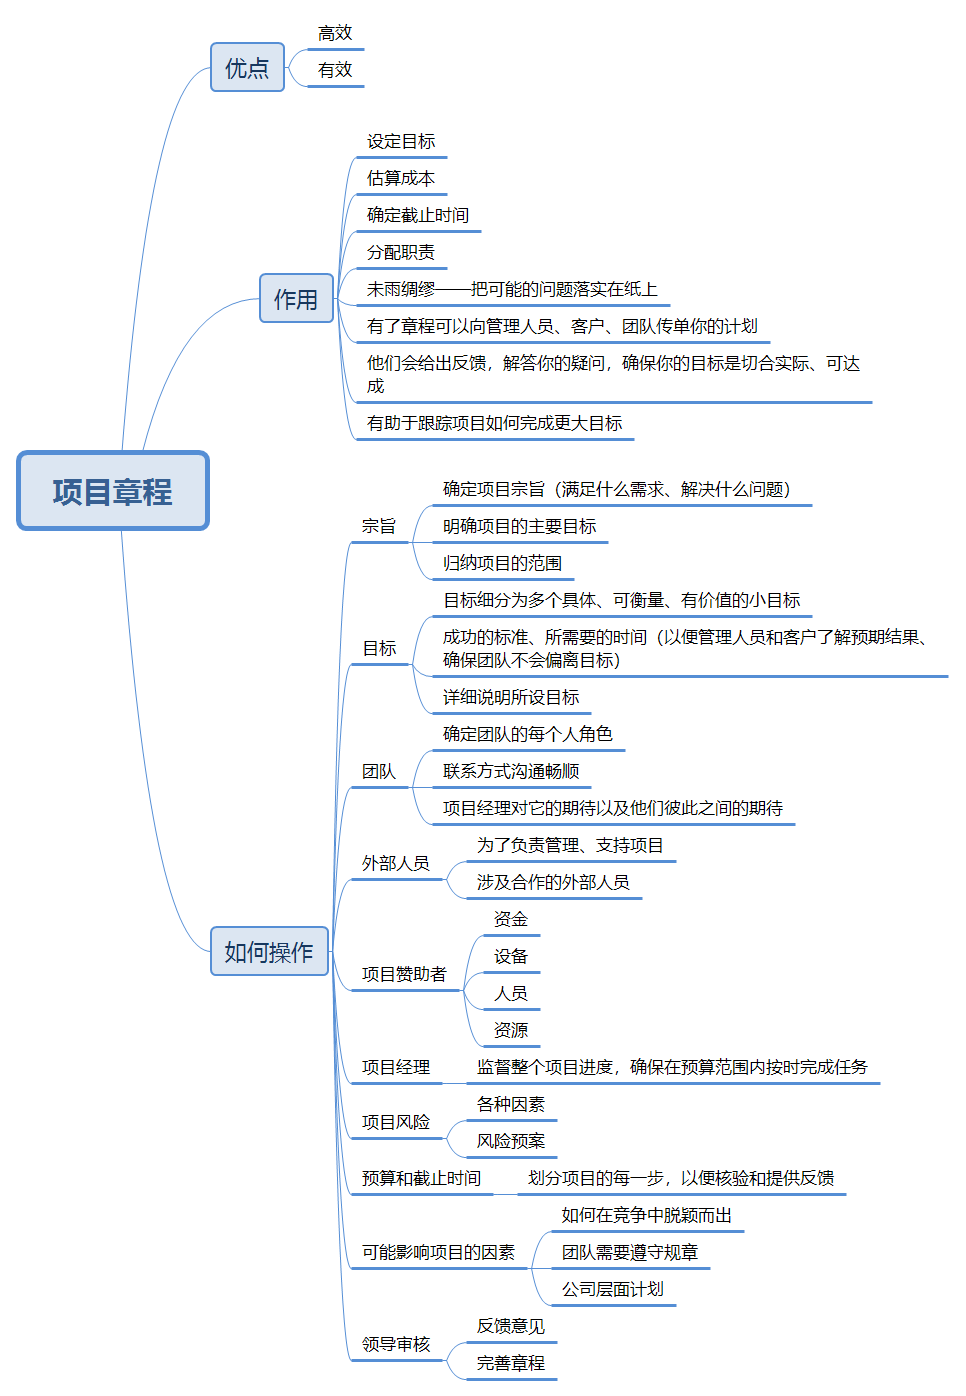 高效
优点
有效
设定目标
估算成本
确定截止时间
分配职责
作用
未雨绸缪——把可能的问题落实在纸上
有了章程可以向管理人员、客户、团队传单你的计划
他们会给出反馈，解答你的疑问，确保你的目标是切合实际、可达
成
有助于跟踪项目如何完成更大目标
项目章程
确定项目宗旨（满足什么需求、解决什么问题）
宗旨
明确项目的主要目标
归纳项目的范围
目标细分为多个具体、可衡量、有价值的小目标
目标
成功的标准、所需要的时间（以便管理人员和客户了解预期结果、
确保团队不会偏离目标）
详细说明所设目标
确定团队的每个人角色
团队
联系方式沟通畅顺
项目经理对它的期待以及他们彼此之间的期待
为了负责管理、支持项目
外部人员
涉及合作的外部人员
如何操作
资金
设备
项目赞助者
人员
资源
项目经理
监督整个项目进度，确保在预算范围内按时完成任务
各种因素
项目风险
风险预案
预算和截止时间
划分项目的每一步，以便核验和提供反馈
如何在竞争中脱颖而出
可能影响项目的因素
团队需要遵守规章
公司层面计划
反馈意见
领导审核
完善章程